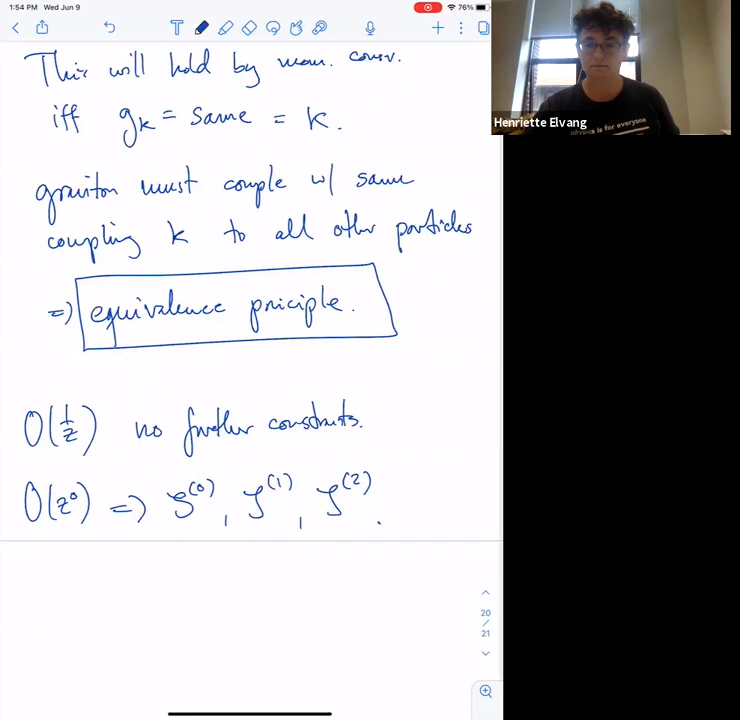 1:54 PM Wed Jun 9
76%
This will hold by mom. consv.
iff gₖ = same = κ.
graviton must couple w/ same
coupling κ to all other particles
=> equivalence priciple.
O(1/z) no further constraints.
O(z⁰) => S⁽⁰⁾, S⁽¹⁾, S⁽²⁾.
20
/
21
Henriette Elvang
physics is for everyone